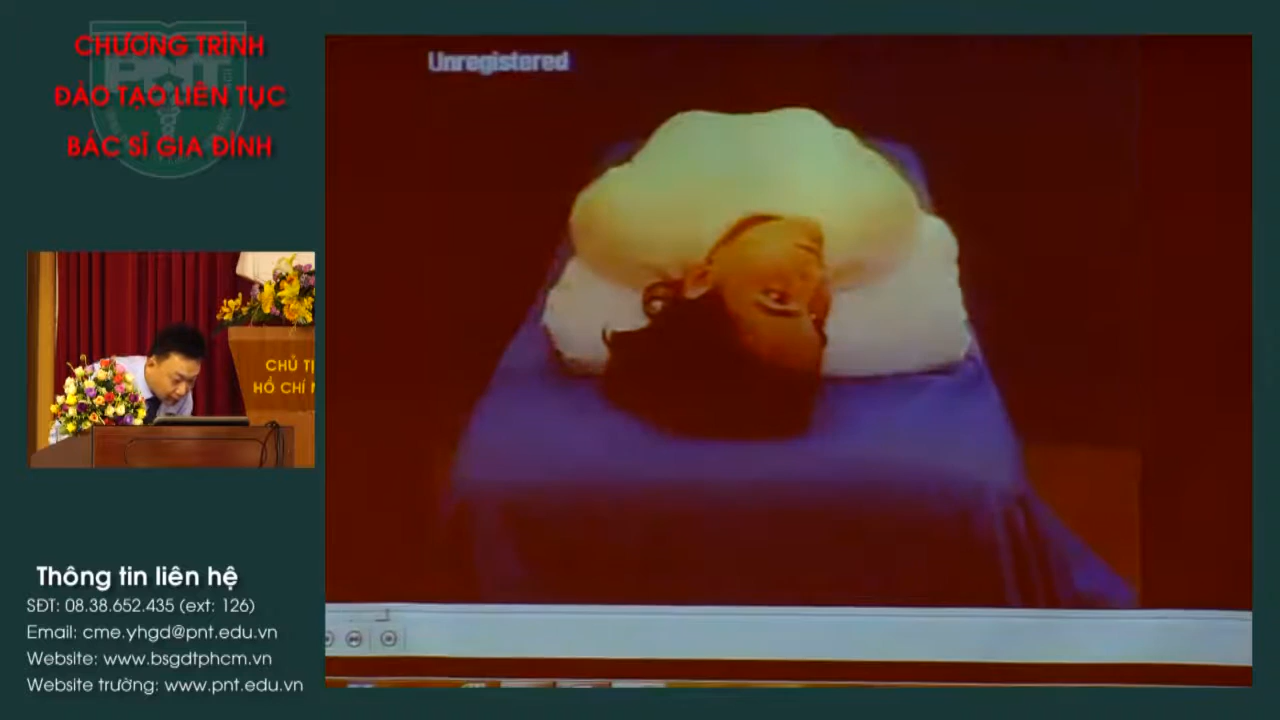 CHƯƠNG TRÌNH
ĐÀO TẠO LIÊN TỤC
BÁC SĨ GIA ĐÌNH
PNT
Unregistered
CHỦ TỊ
HỒ CHÍ M
Thông tin liên hệ
SĐT: 08.38.652.435 (ext: 126)
Email: cme.yhgd@pnt.edu.vn
Website: www.bsgdtphcm.vn
Website trường: www.pnt.edu.vn